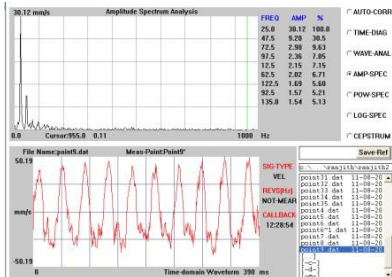 30.12 mm/s Amplitude Spectrum Analysis
FREQ AMP %
25.0 30.12 100.0
47.5 9.20 30.5
72.5 2.90 9.63
97.5 2.36 7.85
12.5 2.15 7.15
62.5 2.02 6.71
122.5 1.69 5.60
92.5 1.57 5.21
135.0 1.54 5.13
0.0 Cursor:955.0 0.11 1000 Hz
AUTO-CORR
TIME-DIAG
WAVE-ANAL
AMP-SPEC
POW-SPEC
LOG-SPEC
CEPSTRUM
Save-Ref
File Name:point9.dat Meas-Point:Point9'
50.19
mm/s
-50.19
0 Time-domain Waveform 390 ms
SIG-TYPE
VEL
REVS(Hz)
NOT-MEAR
CALLBACK
12:28:54
point31.dat 11-08-20
point32.dat 11-08-20
point33.dat 11-08-20
point34.dat 11-08-20
point35.dat 11-08-20
point4.dat 11-08-20
point5.dat 11-08-20
point6.dat 11-08-20
point6~1.dat 11-08-20
point7.dat 11-08-20
point8.dat 11-08-20
point9.dat 11-08-20
[..]
[-c-]
[-d-]